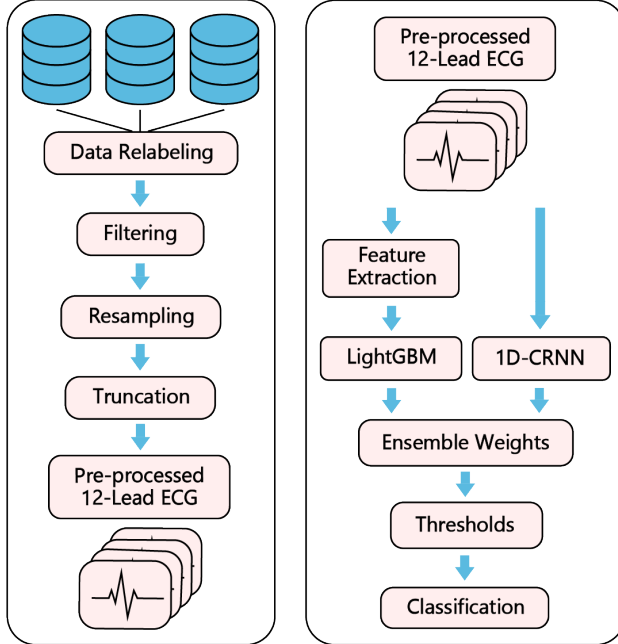 Data Relabeling
Filtering
Resampling
Truncation
Pre-processed
12-Lead ECG
Pre-processed
12-Lead ECG
Feature
Extraction
LightGBM
1D-CRNN
Ensemble Weights
Thresholds
Classification